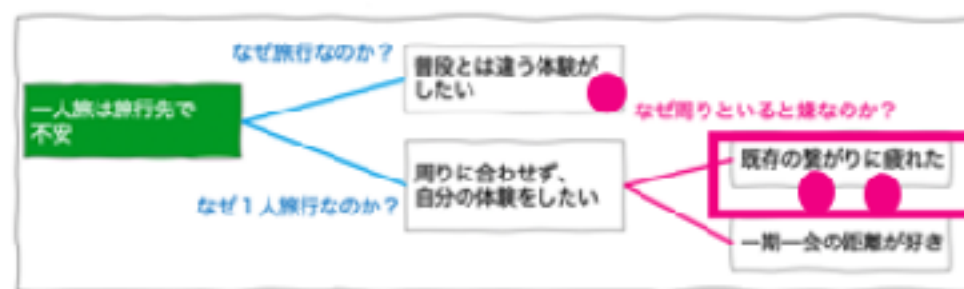 なぜ旅行なのか？
普段とは違う体験が
したい
一人旅は旅行先で
不安
なぜ周りといると嫌なのか？
既存の繋がりに疲れた
周りに合わせず、
自分の体験をしたい
なぜ１人旅行なのか？
一期一会の距離が好き